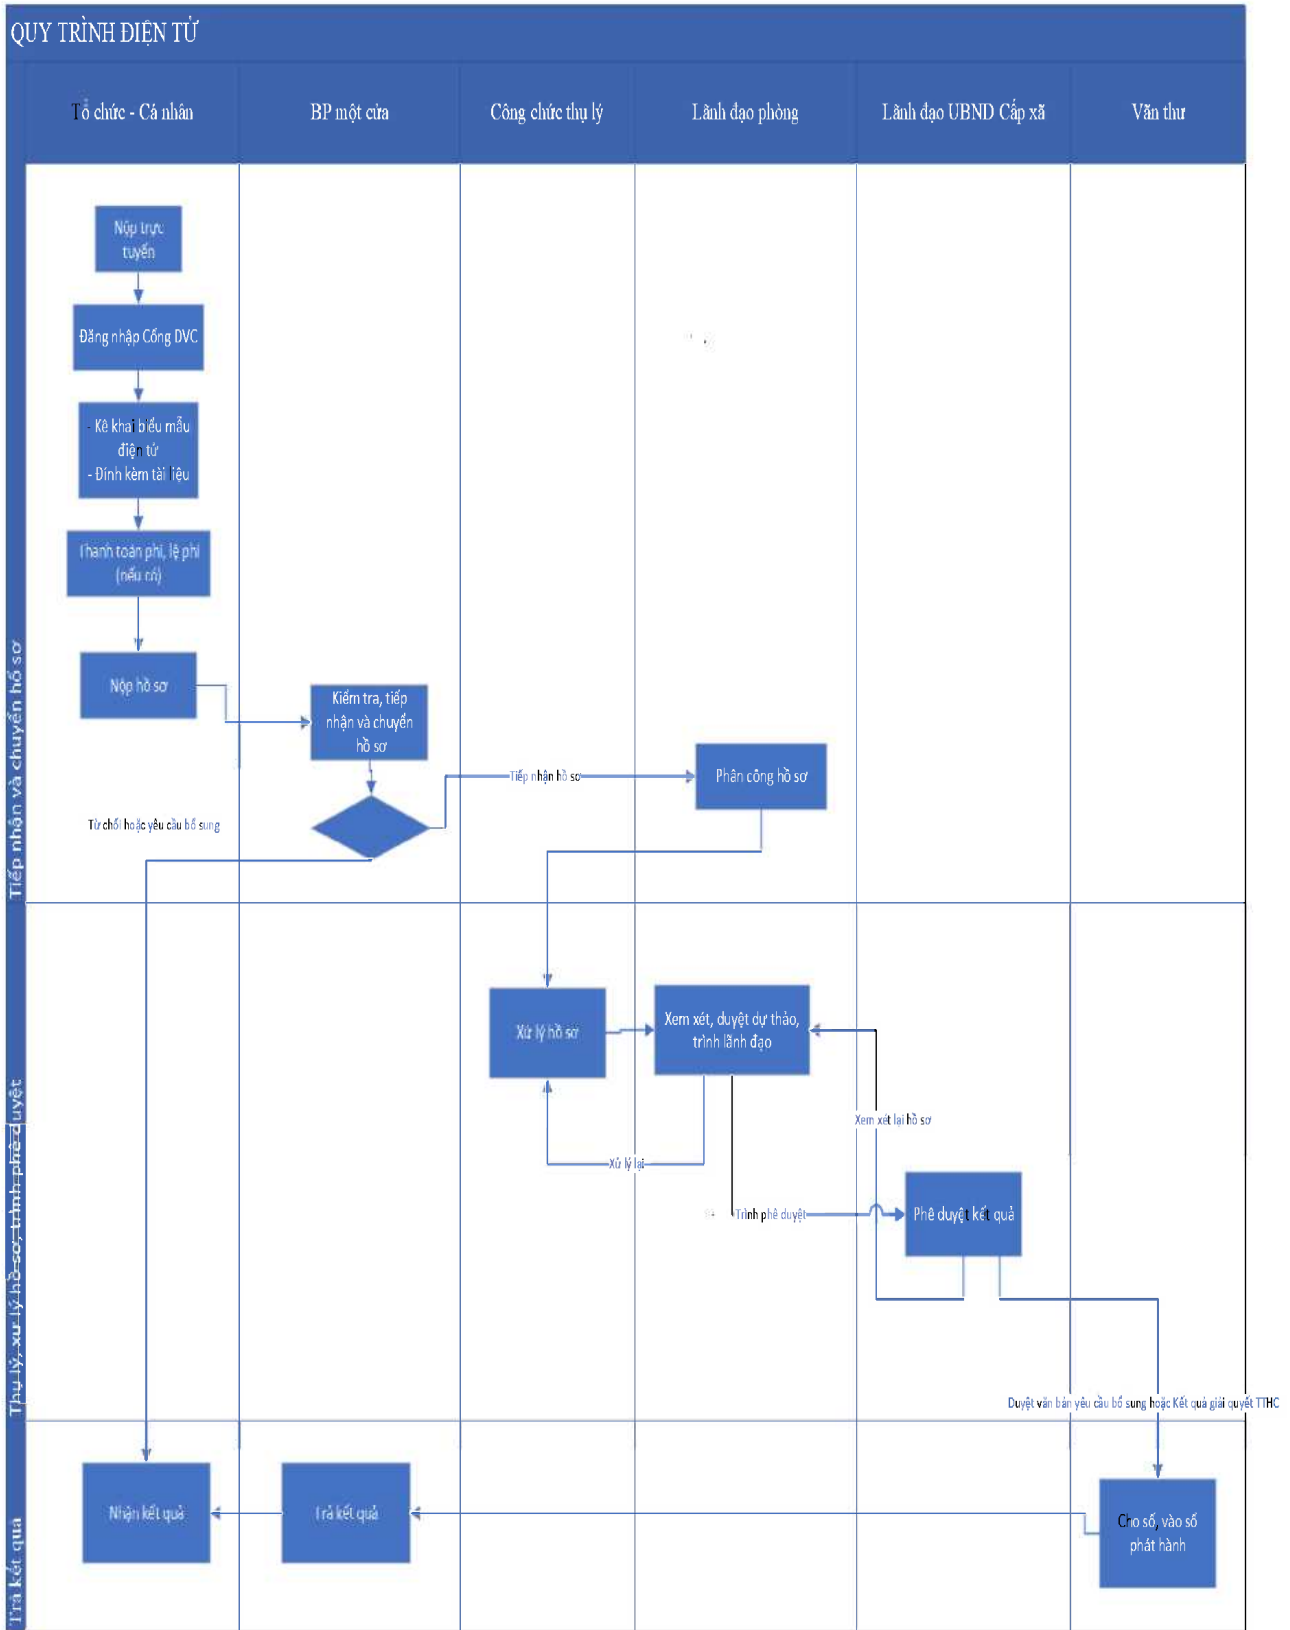 QUY TRÌNH ĐIỆN TỬ
Tổ chức - Cá nhân
BP một cửa
Công chức thụ lý
Lãnh đạo phòng
Lãnh đạo UBND Cấp xã
Văn thư
Tiếp nhận và chuyển hồ sơ
Nộp trực
tuyến
Đăng nhập Cổng DVC
- Kê khai biểu mẫu
điện tử
- Đính kèm tài liệu
Thanh toán phí, lệ phí
(nếu có)
Nộp hồ sơ
Kiểm tra, tiếp
nhận và chuyển
hồ sơ
Tiếp nhận hồ sơ
Phân công hồ sơ
Từ chối hoặc yêu cầu bổ sung
Thụ lý, xử lý hồ sơ, trình phê duyệt
Xử lý hồ sơ
Xem xét, duyệt dự thảo,
trình lãnh đạo
Xem xét lại hồ sơ
Xử lý lại
Trình phê duyệt
Phê duyệt kết quả
Duyệt văn bản yêu cầu bổ sung hoặc Kết quả giải quyết TTHC
Trả kết quả
Nhận kết quả
Trả kết quả
Cho số, vào số
phát hành